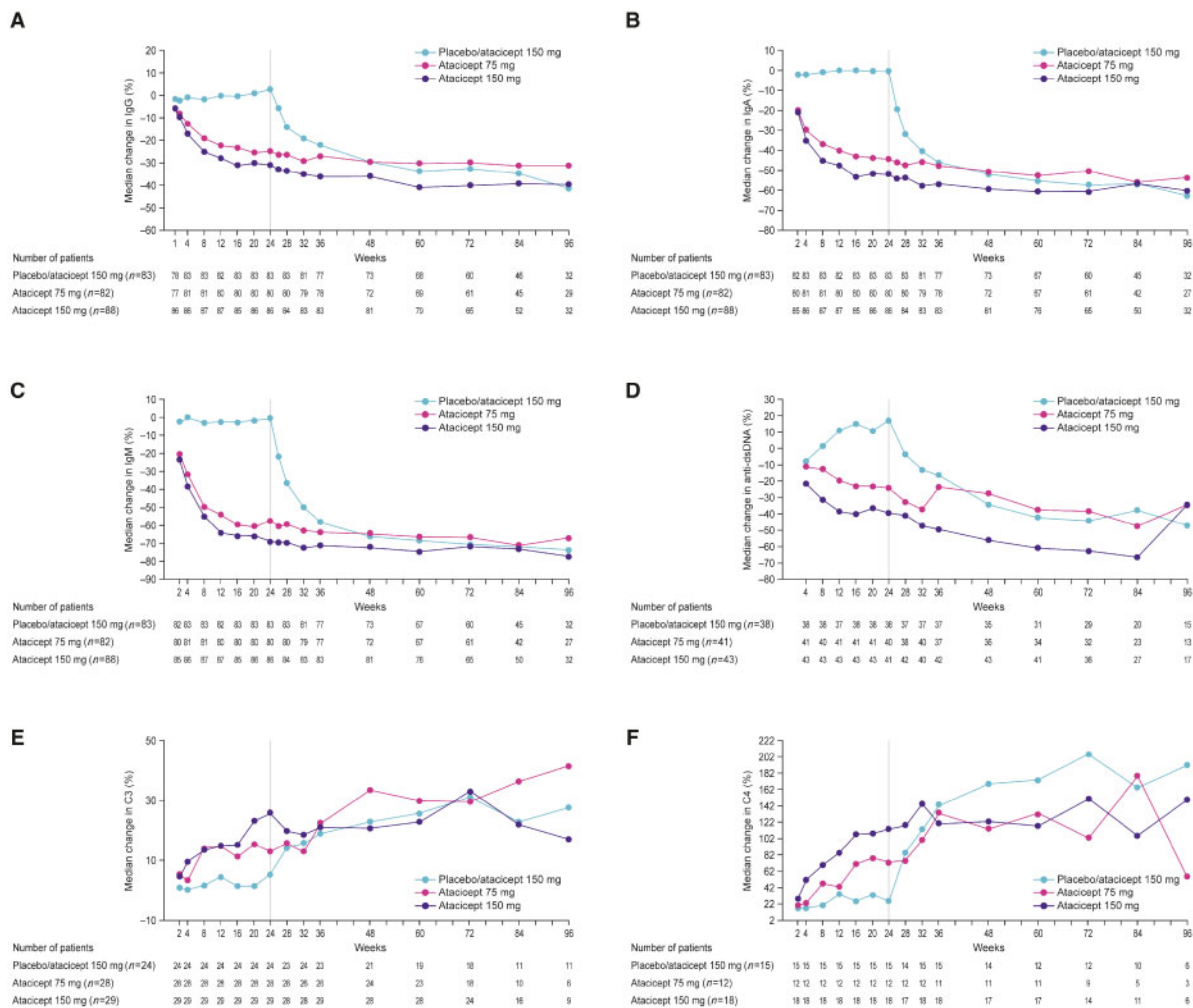 A
Median change in IgG (%)
20
10
0
–10
–20
–30
–40
–50
–60
Placebo/atacicept 150 mg
Atacicept 75 mg
Atacicept 150 mg
1 4 8 12 16 20 24 28 32 36 48 60 72 84 96
Weeks
Number of patients
Placebo/atacicept 150 mg (n=83) 78 83 83 82 83 83 83 83 81 77 73 68 60 46 32
Atacicept 75 mg (n=82) 77 81 81 80 80 80 80 80 79 78 72 69 61 45 29
Atacicept 150 mg (n=88) 86 86 87 87 85 86 86 84 83 83 81 79 65 52 32
B
Median change in IgA (%)
10
0
–10
–20
–30
–40
–50
–60
–70
–80
Placebo/atacicept 150 mg
Atacicept 75 mg
Atacicept 150 mg
2 4 8 12 16 20 24 28 32 36 48 60 72 84 96
Weeks
Number of patients
Placebo/atacicept 150 mg (n=83) 82 83 83 82 83 83 83 83 81 77 73 67 60 45 32
Atacicept 75 mg (n=82) 80 81 81 80 80 80 80 80 79 78 72 67 61 42 27
Atacicept 150 mg (n=88) 85 86 87 87 85 86 86 84 83 83 81 76 65 50 32
C
Median change in IgM (%)
10
0
–10
–20
–30
–40
–50
–60
–70
–80
–90
Placebo/atacicept 150 mg
Atacicept 75 mg
Atacicept 150 mg
2 4 8 12 16 20 24 28 32 36 48 60 72 84 96
Weeks
Number of patients
Placebo/atacicept 150 mg (n=83) 82 83 83 82 83 83 83 83 81 77 73 67 60 45 32
Atacicept 75 mg (n=82) 80 81 81 80 80 80 80 80 79 78 72 67 61 42 27
Atacicept 150 mg (n=88) 85 86 87 87 85 86 86 84 83 83 81 76 65 50 32
D
Median change in anti-dsDNA (%)
30
20
10
0
–10
–20
–30
–40
–50
–60
–70
–80
Placebo/atacicept 150 mg
Atacicept 75 mg
Atacicept 150 mg
4 8 12 16 20 24 28 32 36 48 60 72 84 96
Weeks
Number of patients
Placebo/atacicept 150 mg (n=38) 38 38 37 38 38 38 37 37 37 35 31 29 20 15
Atacicept 75 mg (n=41) 41 40 41 41 41 40 38 40 37 36 34 32 23 13
Atacicept 150 mg (n=43) 43 43 43 43 43 41 42 40 42 43 41 36 27 17
E
Median change in C3 (%)
50
30
10
–10
Placebo/atacicept 150 mg
Atacicept 75 mg
Atacicept 150 mg
2 4 8 12 16 20 24 28 32 36 48 60 72 84 96
Weeks
Number of patients
Placebo/atacicept 150 mg (n=24) 24 24 24 24 24 24 24 23 24 23 21 19 18 11 11
Atacicept 75 mg (n=28) 24 23 18 10 6
Atacicept 150 mg (n=29) 29 29 29 29 29 29 29 28 29 28 28 28 24 16 9
F
Median change in C4 (%)
222
202
182
162
142
122
102
82
62
42
22
2
Placebo/atacicept 150 mg
Atacicept 75 mg
Atacicept 150 mg
2 4 8 12 16 20 24 28 32 36 48 60 72 84 96
Weeks
Number of patients
Placebo/atacicept 150 mg (n=15) 15 15 15 15 15 15 15 14 15 15 14 12 12 10 6
Atacicept 75 mg (n=12) 12 12 12 12 12 12 12 12 12 11 11 11 9 5 3
Atacicept 150 mg (n=18) 18 18 18 18 18 18 18 17 18 18 17 17 14 11